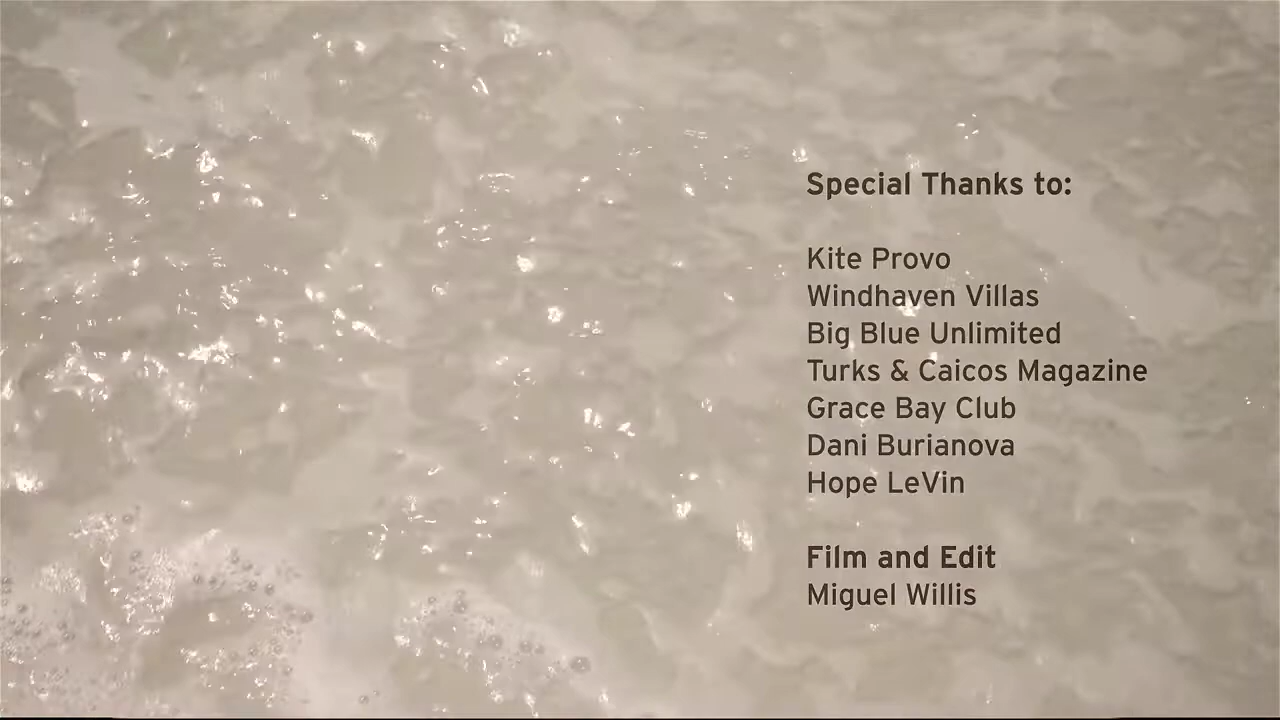 Special Thanks to:
Kite Provo
Windhaven Villas
Big Blue Unlimited
Turks & Caicos Magazine
Grace Bay Club
Dani Burianova
Hope LeVin
Film and Edit
Miguel Willis